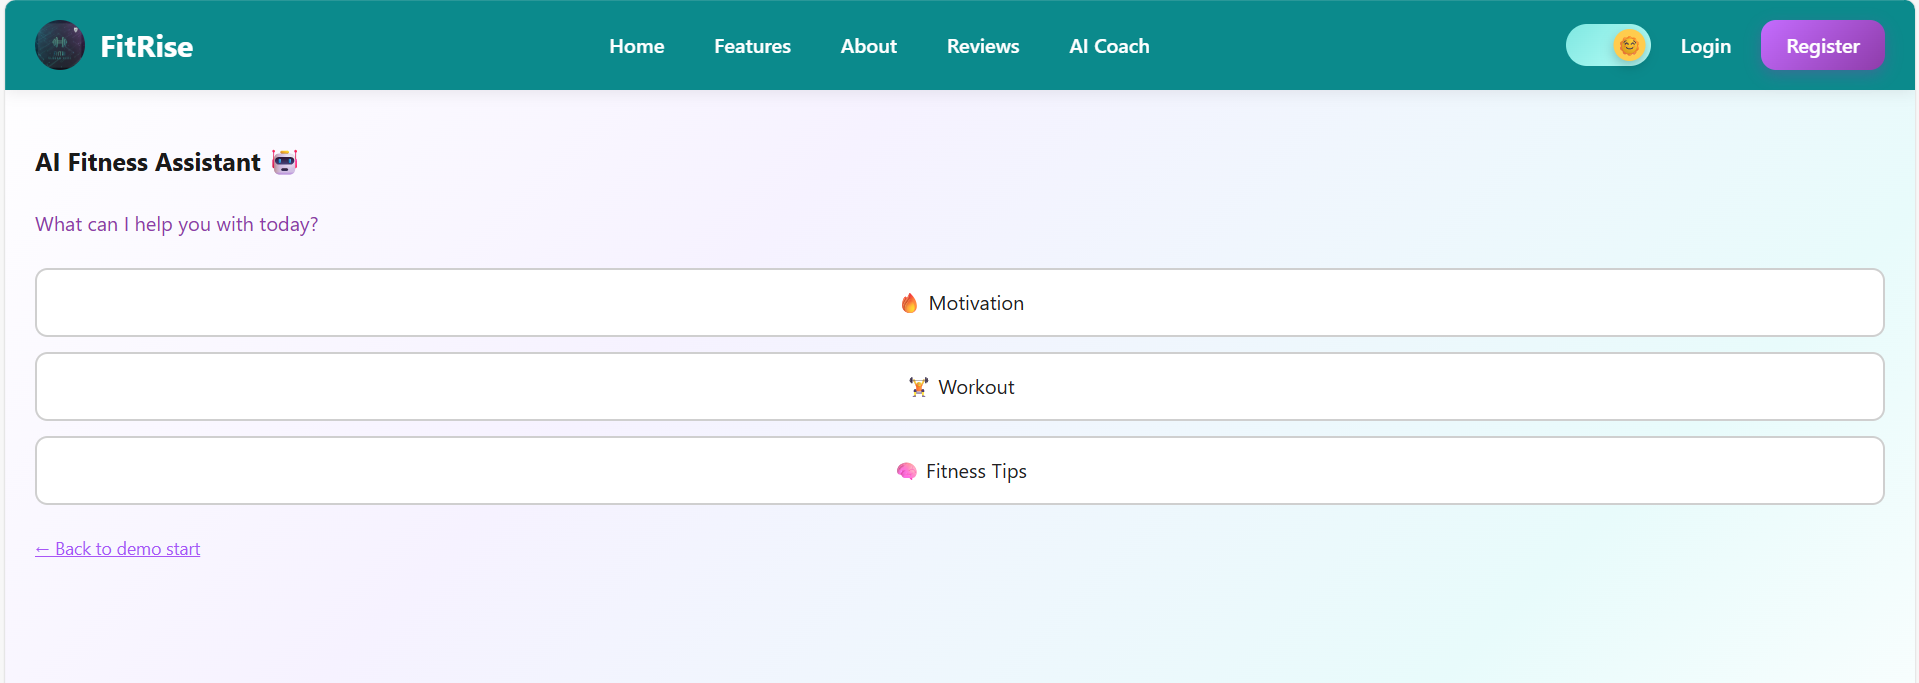 FitRise
Home
Features
About
Reviews
AI Coach
Login
Register
AI Fitness Assistant 🤖
What can I help you with today?
🔥 Motivation
🏋️ Workout
🧠 Fitness Tips
← Back to demo start